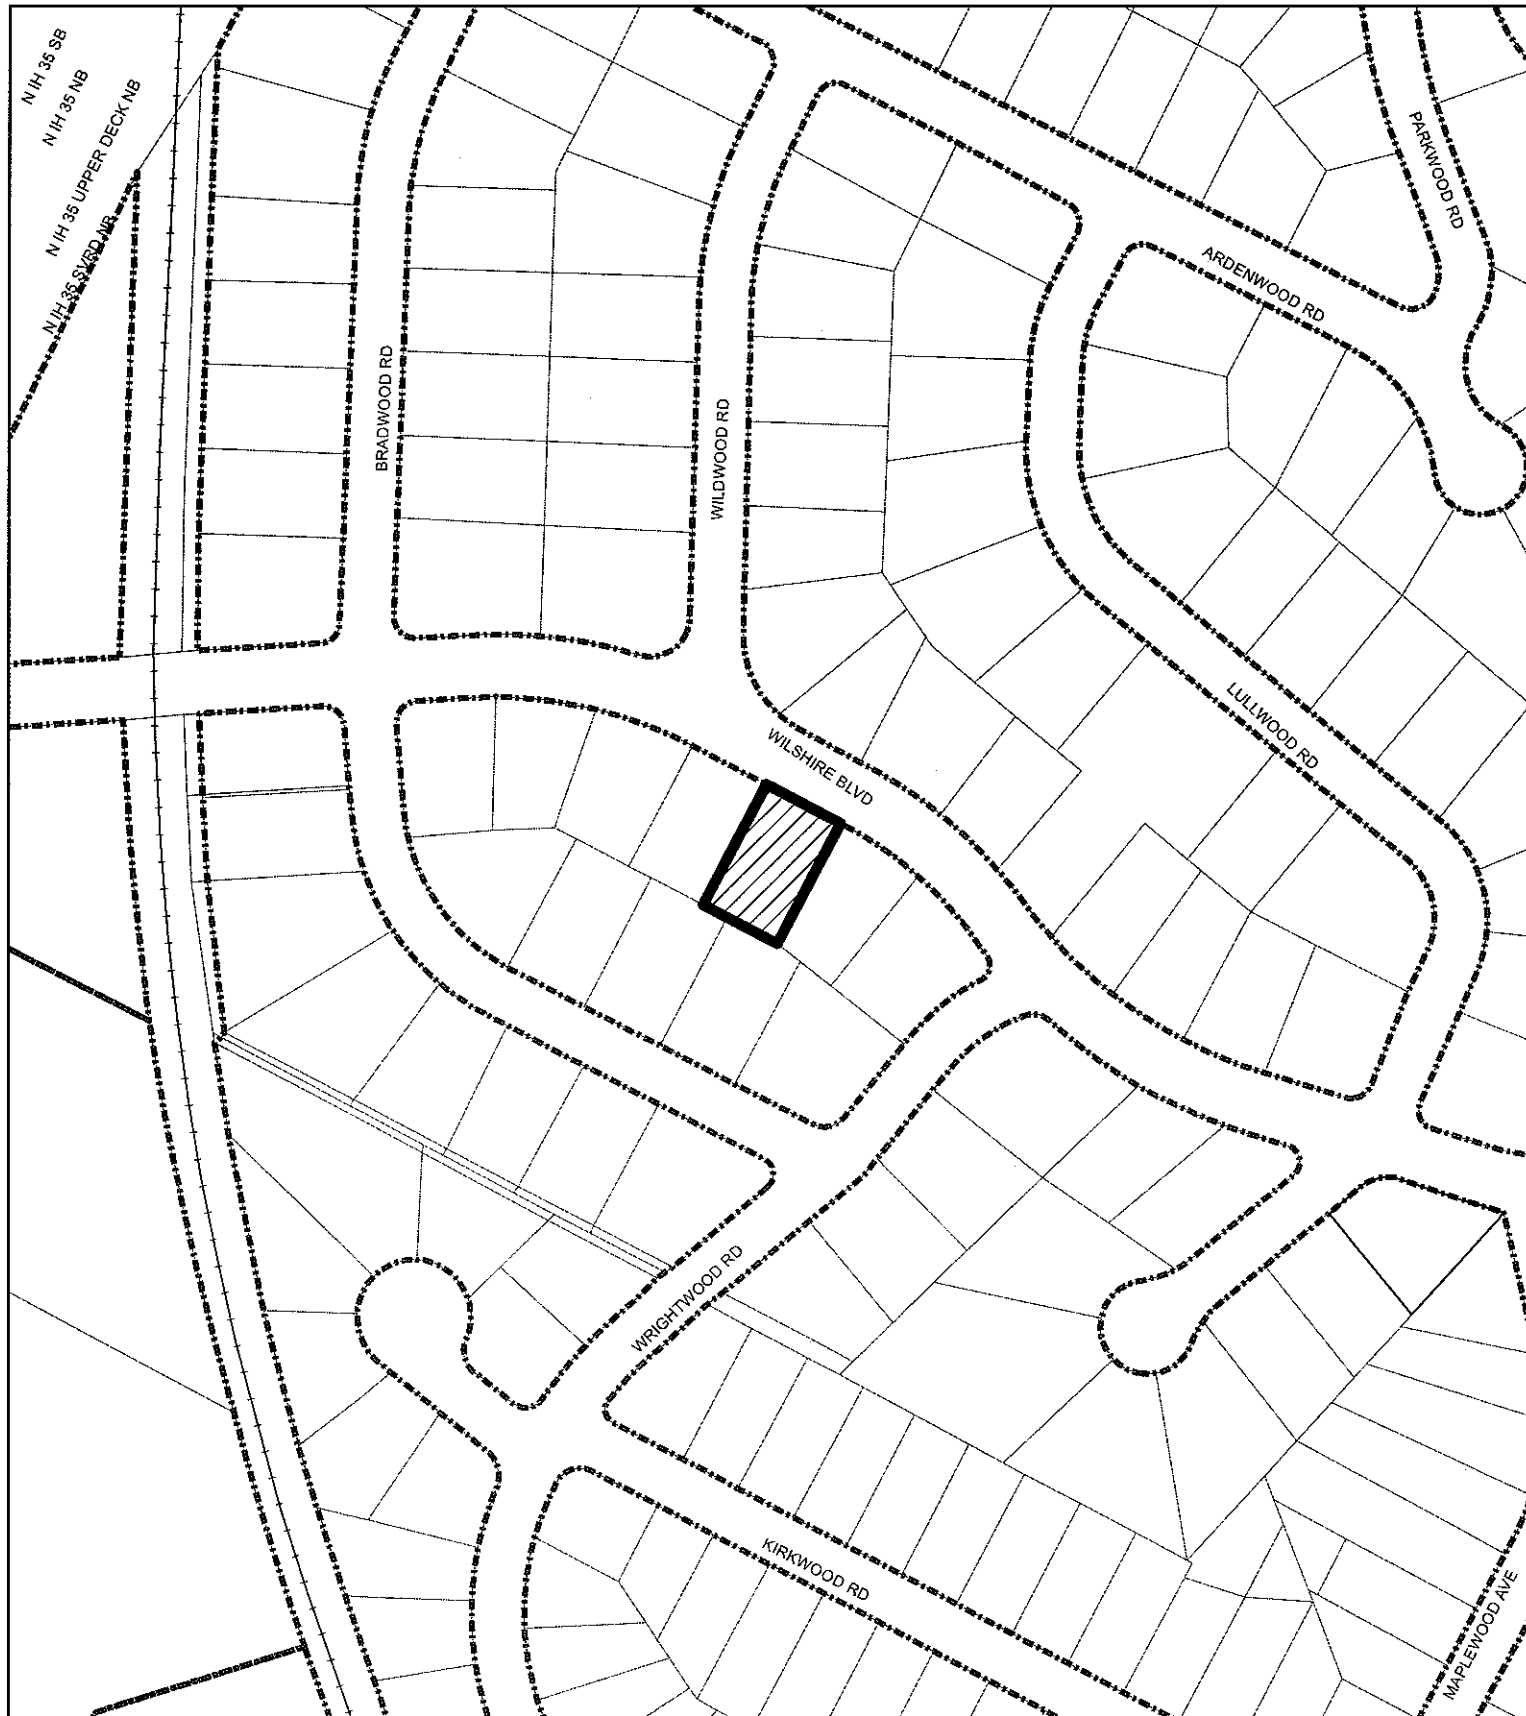 N IH 35 SB
N IH 35 NB
N IH 35 UPPER DECK NB
N IH 35 SVRD NB
PARKWOOD RD
ARDENWOOD RD
BRADWOOD RD
WILDWOOD RD
LULLWOOD RD
WILSHIRE BLVD
WRIGHTWOOD RD
KIRKWOOD RD
MAPLEWOOD AVE